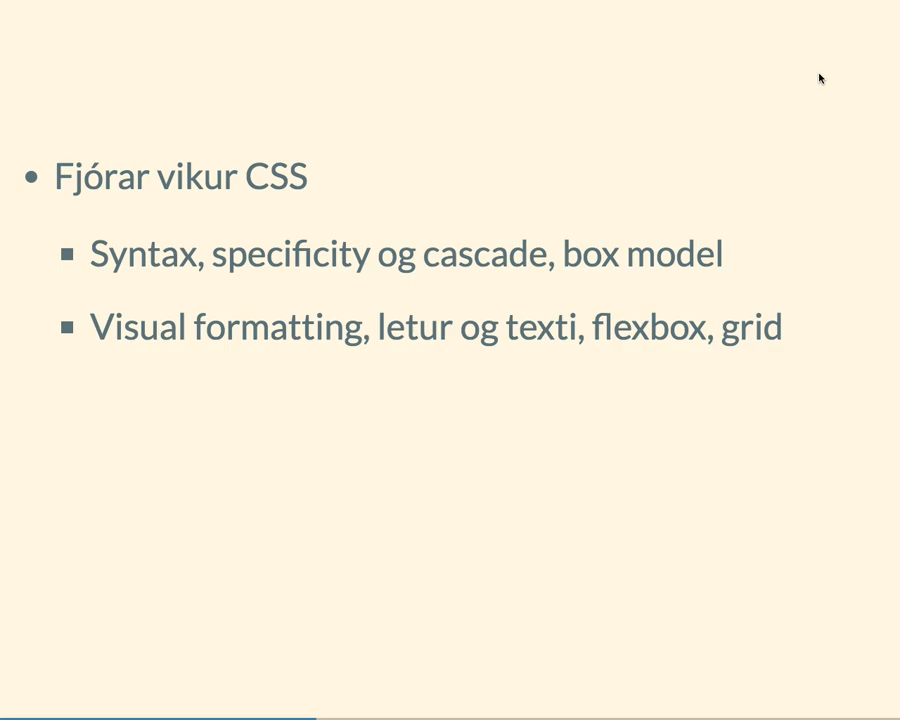 Fjórar vikur CSS
Syntax, specificity og cascade, box model
Visual formatting, letur og texti, flexbox, grid